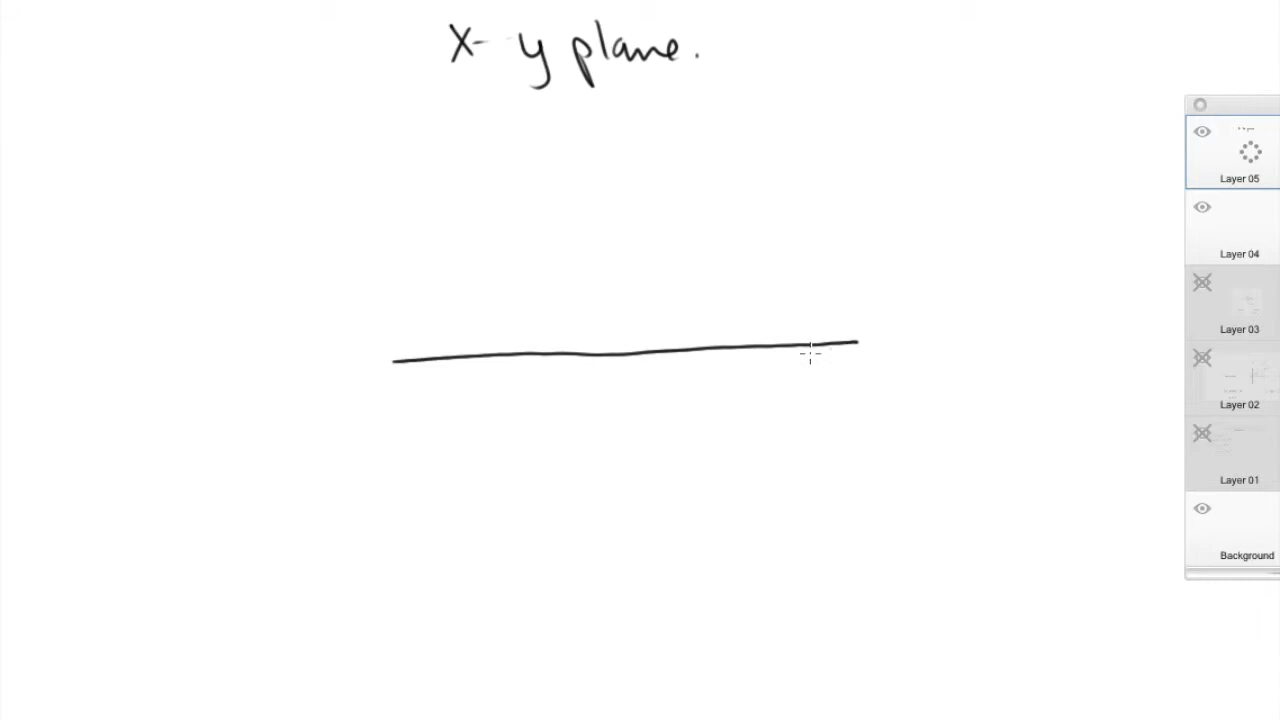 x-y plane.
Layer 05
Layer 04
Layer 03
Layer 02
Layer 01
Background